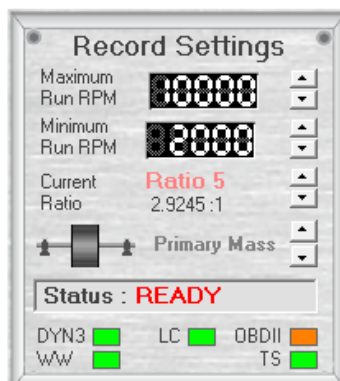 Record Settings
Maximum
Run RPM 10000
Minimum
Run RPM 2000
Current Ratio 5
Ratio 2.9245 :1
Primary Mass
Status : READY
DYN3 LC OBDII
WW TS